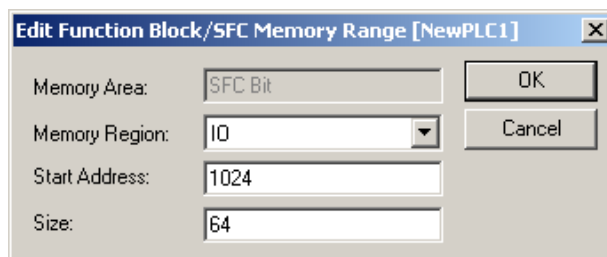 Edit Function Block/SFC Memory Range [NewPLC1]
Memory Area: SFC Bit OK
Memory Region: IO Cancel
Start Address: 1024
Size: 64